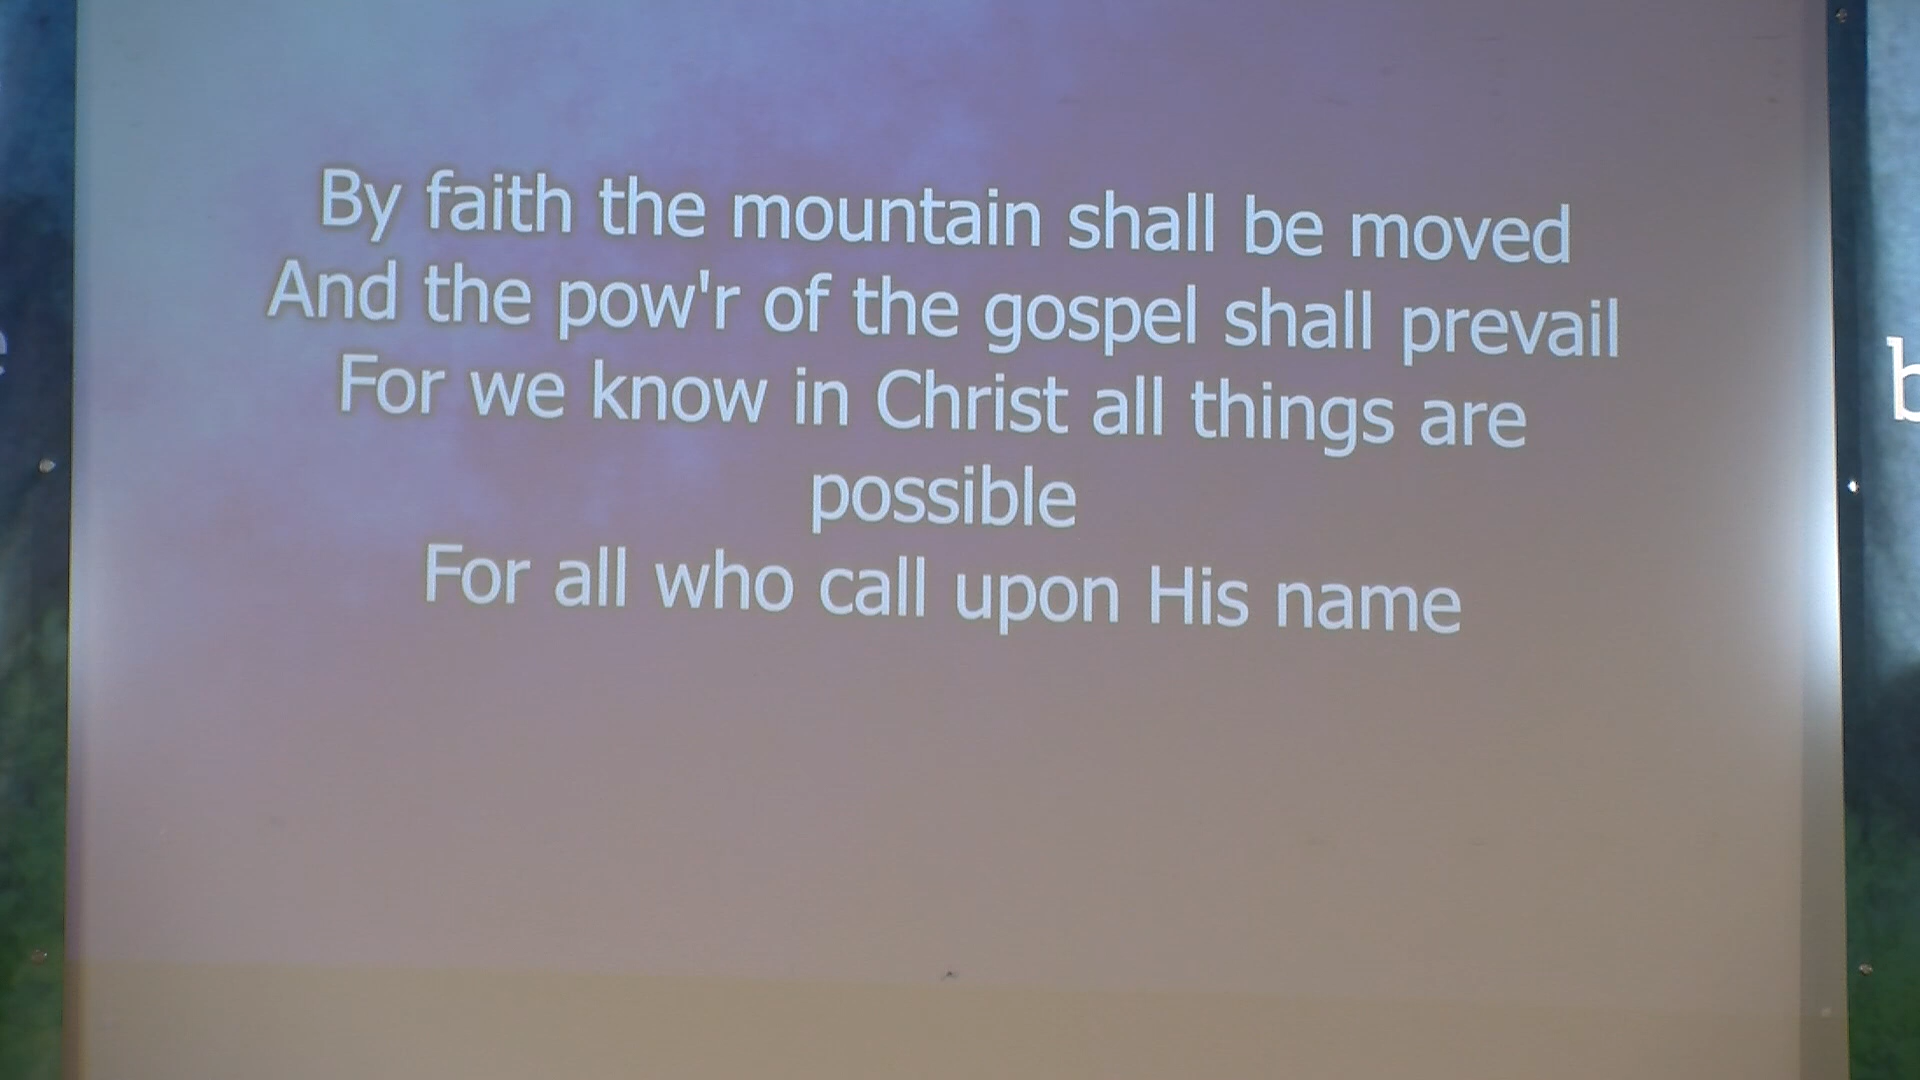 By faith the mountain shall be moved
And the pow'r of the gospel shall prevail
For we know in Christ all things are
possible
For all who call upon His name